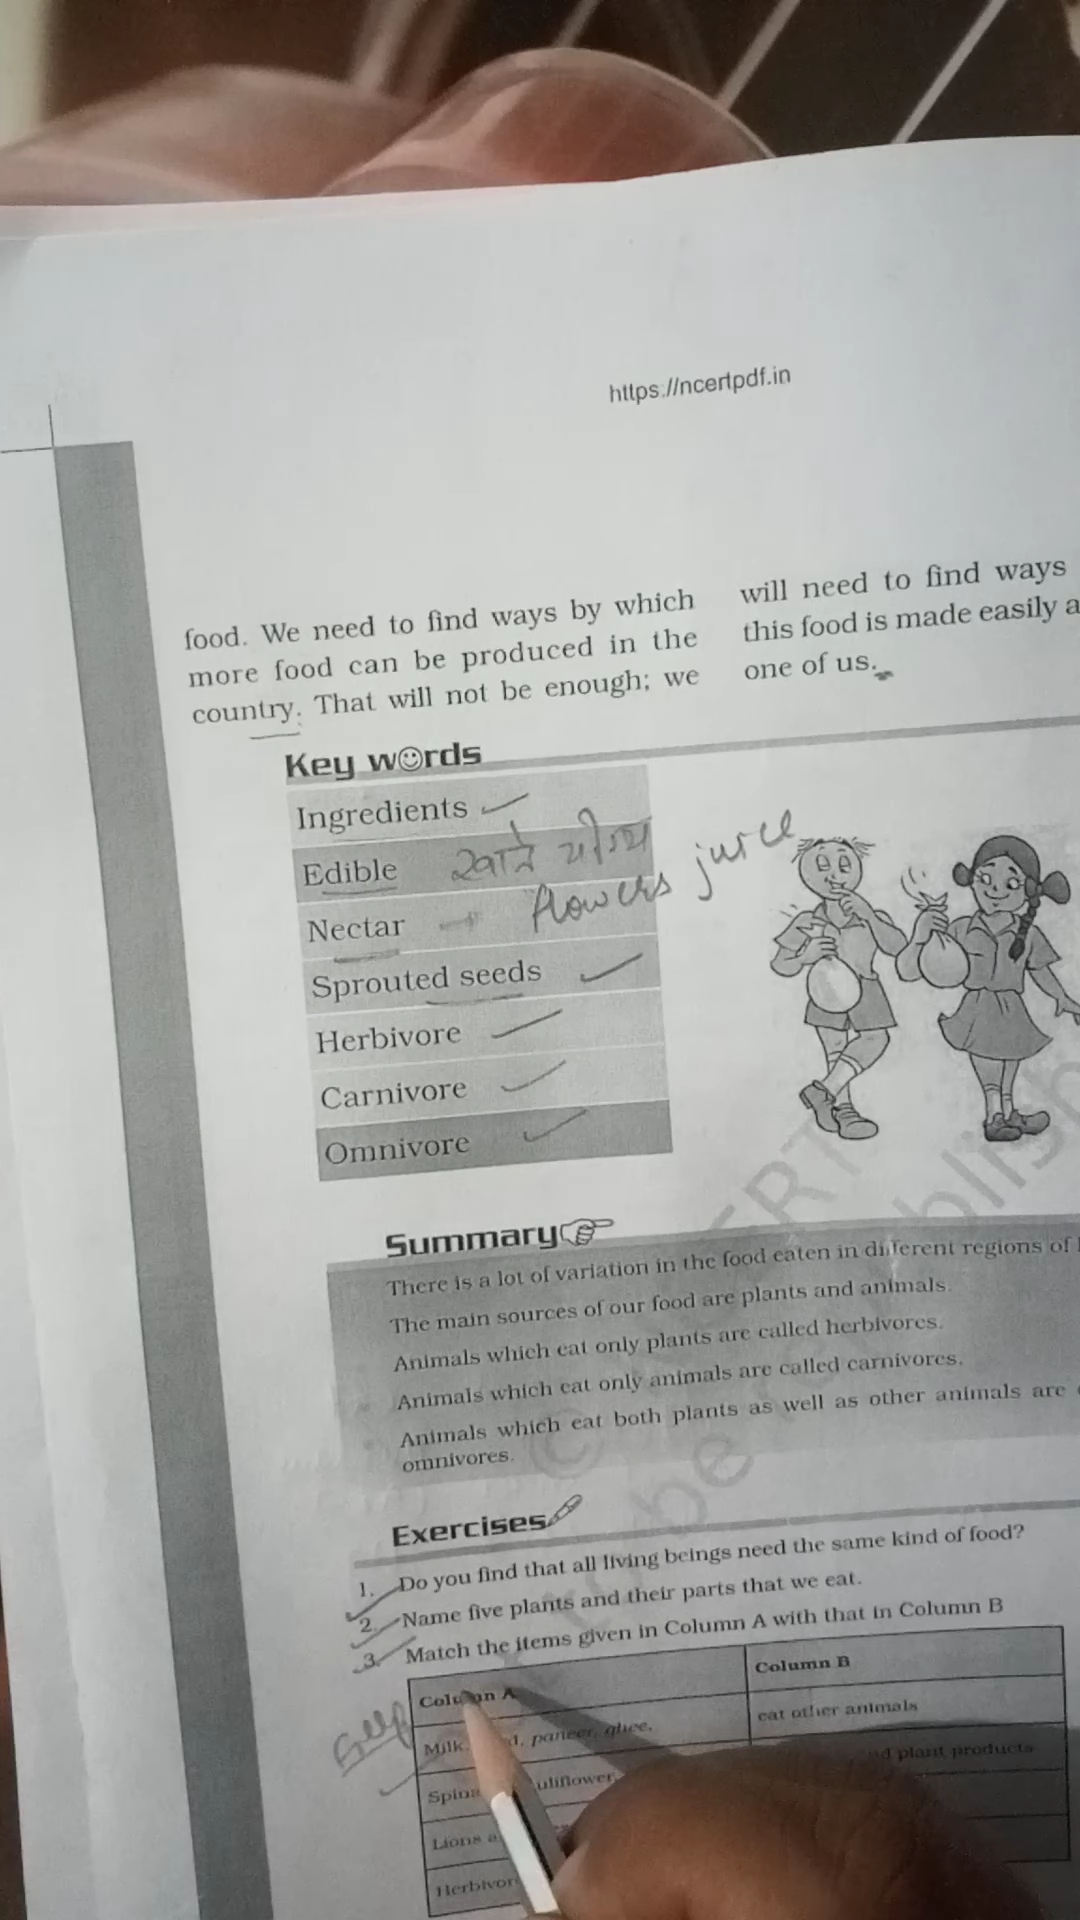 https://ncertpdf.in
food. We need to find ways by which
more food can be produced in the
country. That will not be enough; we
will need to find ways
this food is made easily a
one of us.
Key words
Ingredients
Edible खाने योग्य
Nectar flowers juice
Sprouted seeds
Herbivore
Carnivore
Omnivore
Summary
There is a lot of variation in the food eaten in different regions of
The main sources of our food are plants and animals.
Animals which eat only plants are called herbivores.
Animals which eat only animals are called carnivores.
Animals which eat both plants as well as other animals are
omnivores.
Exercises
1. Do you find that all living beings need the same kind of food?
2. Name five plants and their parts that we eat.
3. Match the items given in Column A with that in Column B
Self
Column A Column B
Milk, paneer, ghee, eat other animals
plant products
Lions